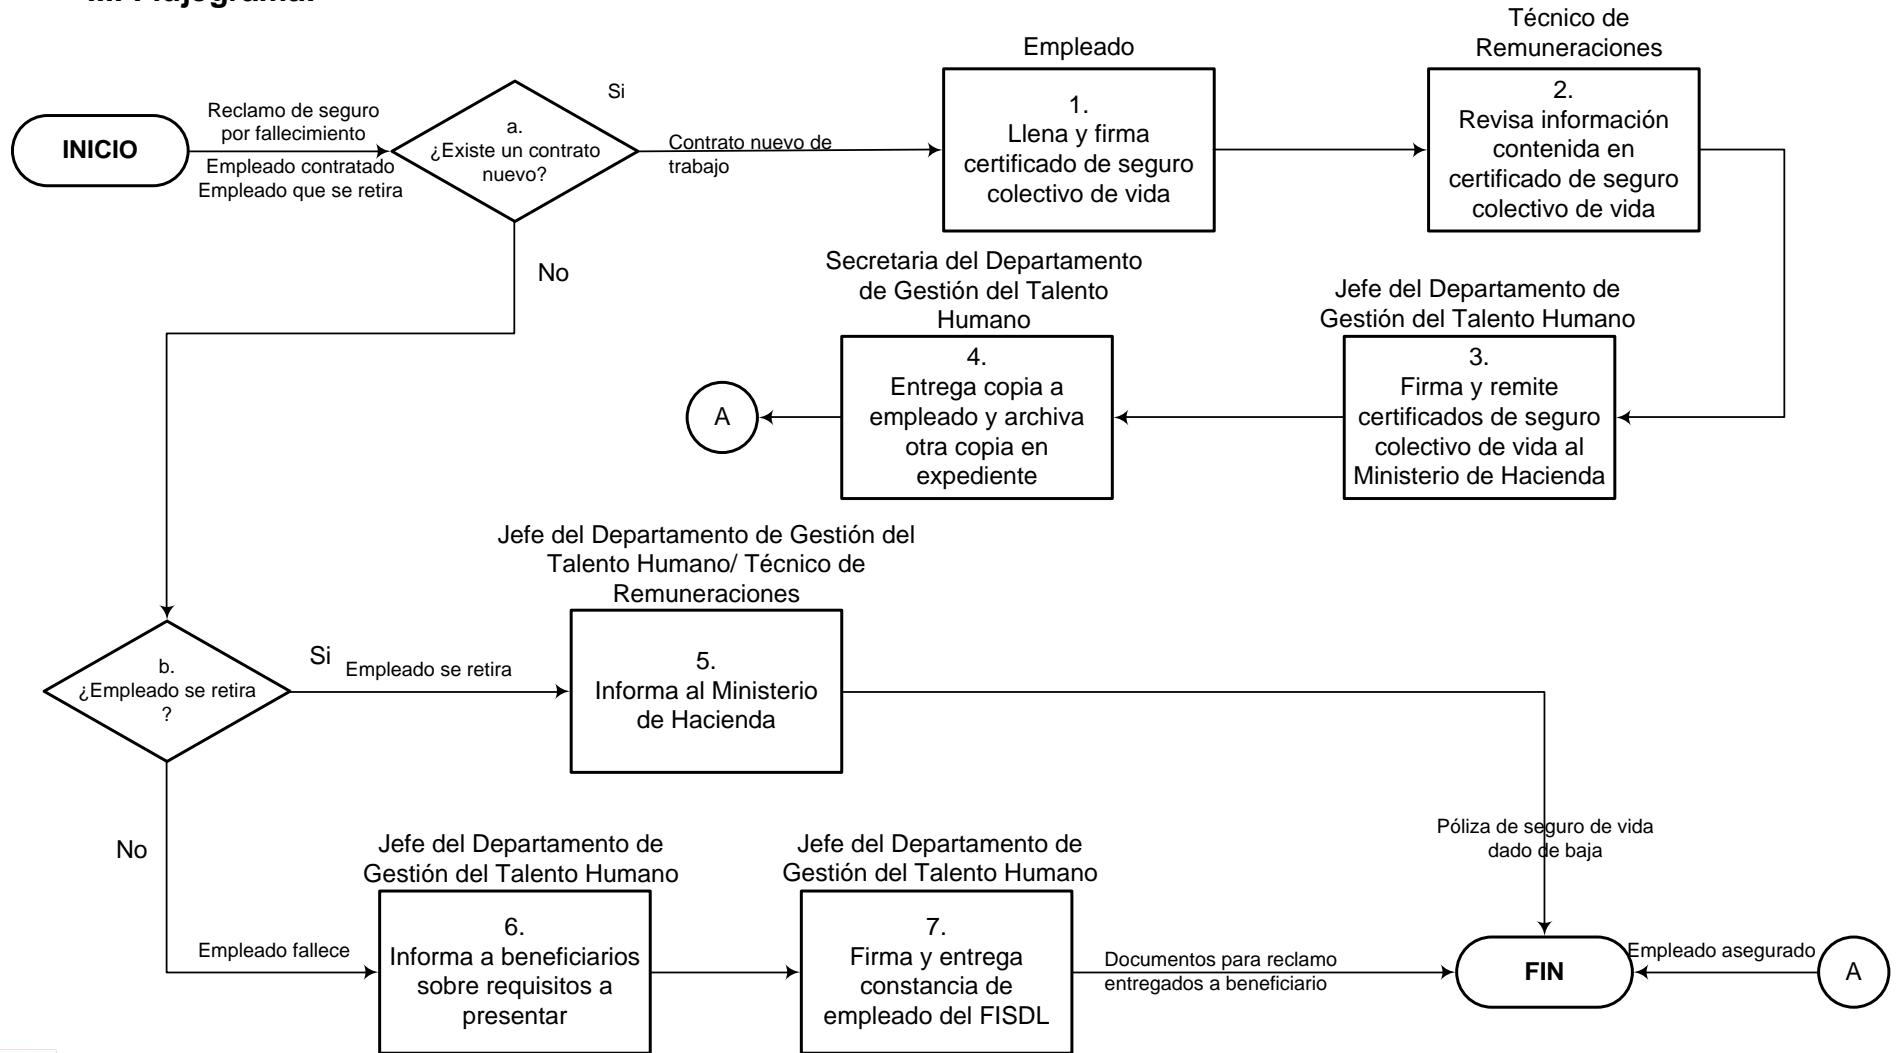 INICIO
Reclamo de seguro
por fallecimiento
Empleado contratado
Empleado que se retira
a.
¿Existe un contrato
nuevo?
Si
Contrato nuevo de
trabajo
No
Empleado
1.
Llena y firma
certificado de seguro
colectivo de vida
Técnico de
Remuneraciones
2.
Revisa información
contenida en
certificado de seguro
colectivo de vida
Jefe del Departamento de
Gestión del Talento Humano
3.
Firma y remite
certificados de seguro
colectivo de vida al
Ministerio de Hacienda
Secretaria del Departamento
de Gestión del Talento
Humano
4.
Entrega copia a
empleado y archiva
otra copia en
expediente
A
b.
¿Empleado se retira
?
Si
Empleado se retira
Jefe del Departamento de Gestión del
Talento Humano/ Técnico de
Remuneraciones
5.
Informa al Ministerio
de Hacienda
Póliza de seguro de vida
dado de baja
No
Empleado fallece
Jefe del Departamento de
Gestión del Talento Humano
6.
Informa a beneficiarios
sobre requisitos a
presentar
Jefe del Departamento de
Gestión del Talento Humano
7.
Firma y entrega
constancia de
empleado del FISDL
Documentos para reclamo
entregados a beneficiario
FIN
Empleado asegurado
A